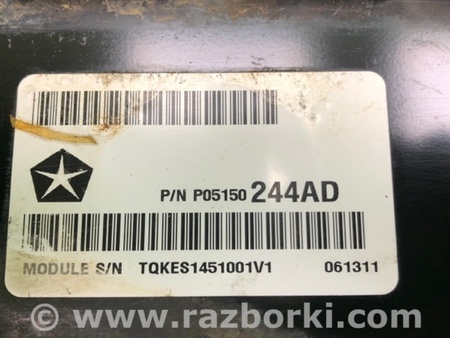 P/N P05150 244AD
MODULE S/N TQKES1451001V1 061311
© www.razborki.com